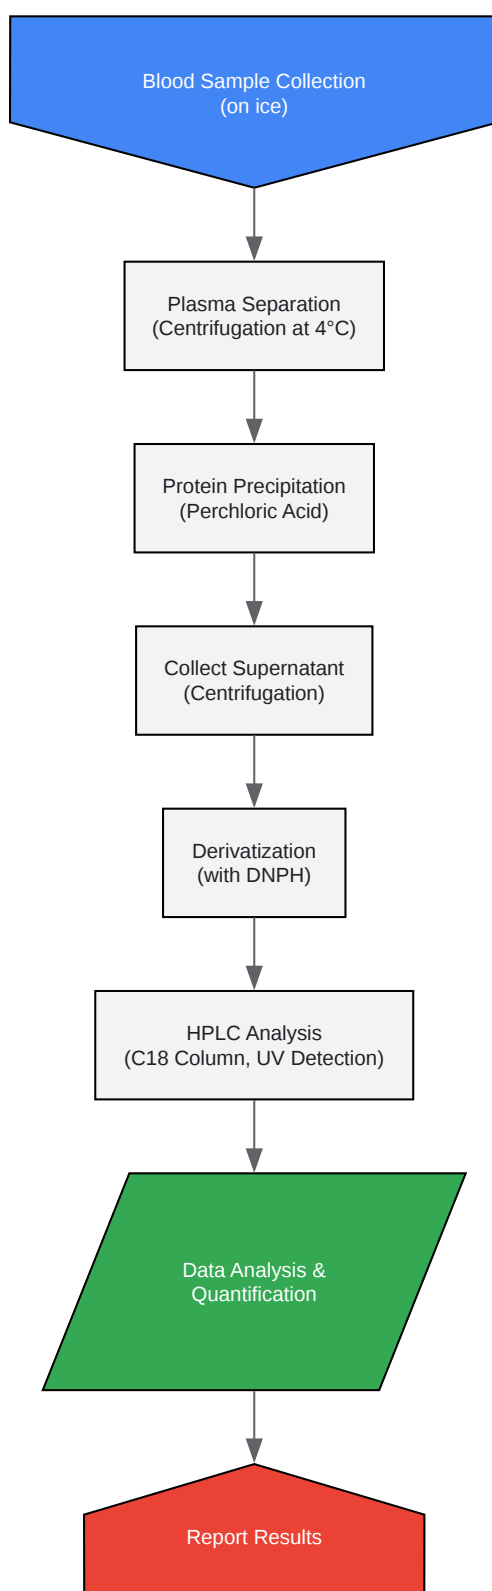 Blood Sample Collection
(on ice)
Plasma Separation
(Centrifugation at 4°C)
Protein Precipitation
(Perchloric Acid)
Collect Supernatant
(Centrifugation)
Derivatization
(with DNPH)
HPLC Analysis
(C18 Column, UV Detection)
Data Analysis &
Quantification
Report Results